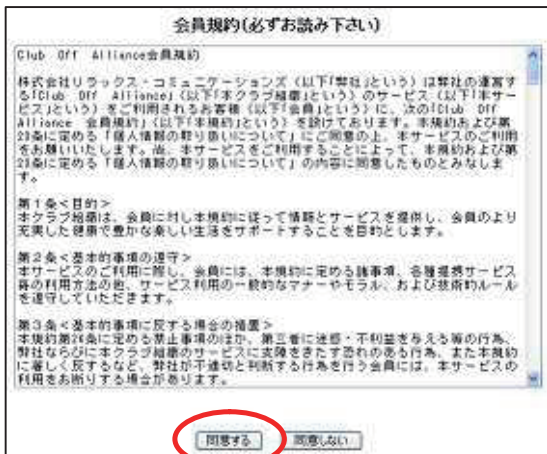 会員規約(必ずお読み下さい)
Club Off Alliance会員規約
株式会社リラックス・コミュニケーションズ（以下「弊社」という）は弊社の運営す
る「Club Off Alliance」（以下「本クラブ組織」という）のサービス（以下「本サー
ビス」という）をご利用されるお客様（以下「会員」という）に、次の「Club Off
Alliance 会員規約」（以下「本規約」という）を設けております。本規約および第
20条に定める「個人情報の取り扱いについて」にご同意の上、本サービスのご利用
をお願いいたします。尚、本サービスをご利用することによって、本規約および第
20条に定める「個人情報の取り扱いについて」の内容に同意したものとみなしま
す。
第１条＜目的＞
本クラブ組織は、会員に対し本規約に従って情報とサービスを提供し、会員のより
充実した健康で豊かな楽しい生活をサポートすることを目的とします。
第２条＜基本的事項の遵守＞
本サービスのご利用に際し、会員には、本規約に定める諸事項、各種提携サービス
毎の利用方法の他、サービス利用の一般的なマナーやモラル、および技術的ルール
を遵守していただきます。
第３条＜基本的事項に反する場合の措置＞
本規約第26条に定める禁止事項のほか、第三者に迷惑・不利益を与える等の行為、
弊社ならびに本クラブ組織のサービスに支障をきたす恐れのある行為、また本規約
に著しく反するなど、弊社が不適切と判断する行為を行う会員には、本サービスの
利用をお断りする場合があります。
同意する
同意しない